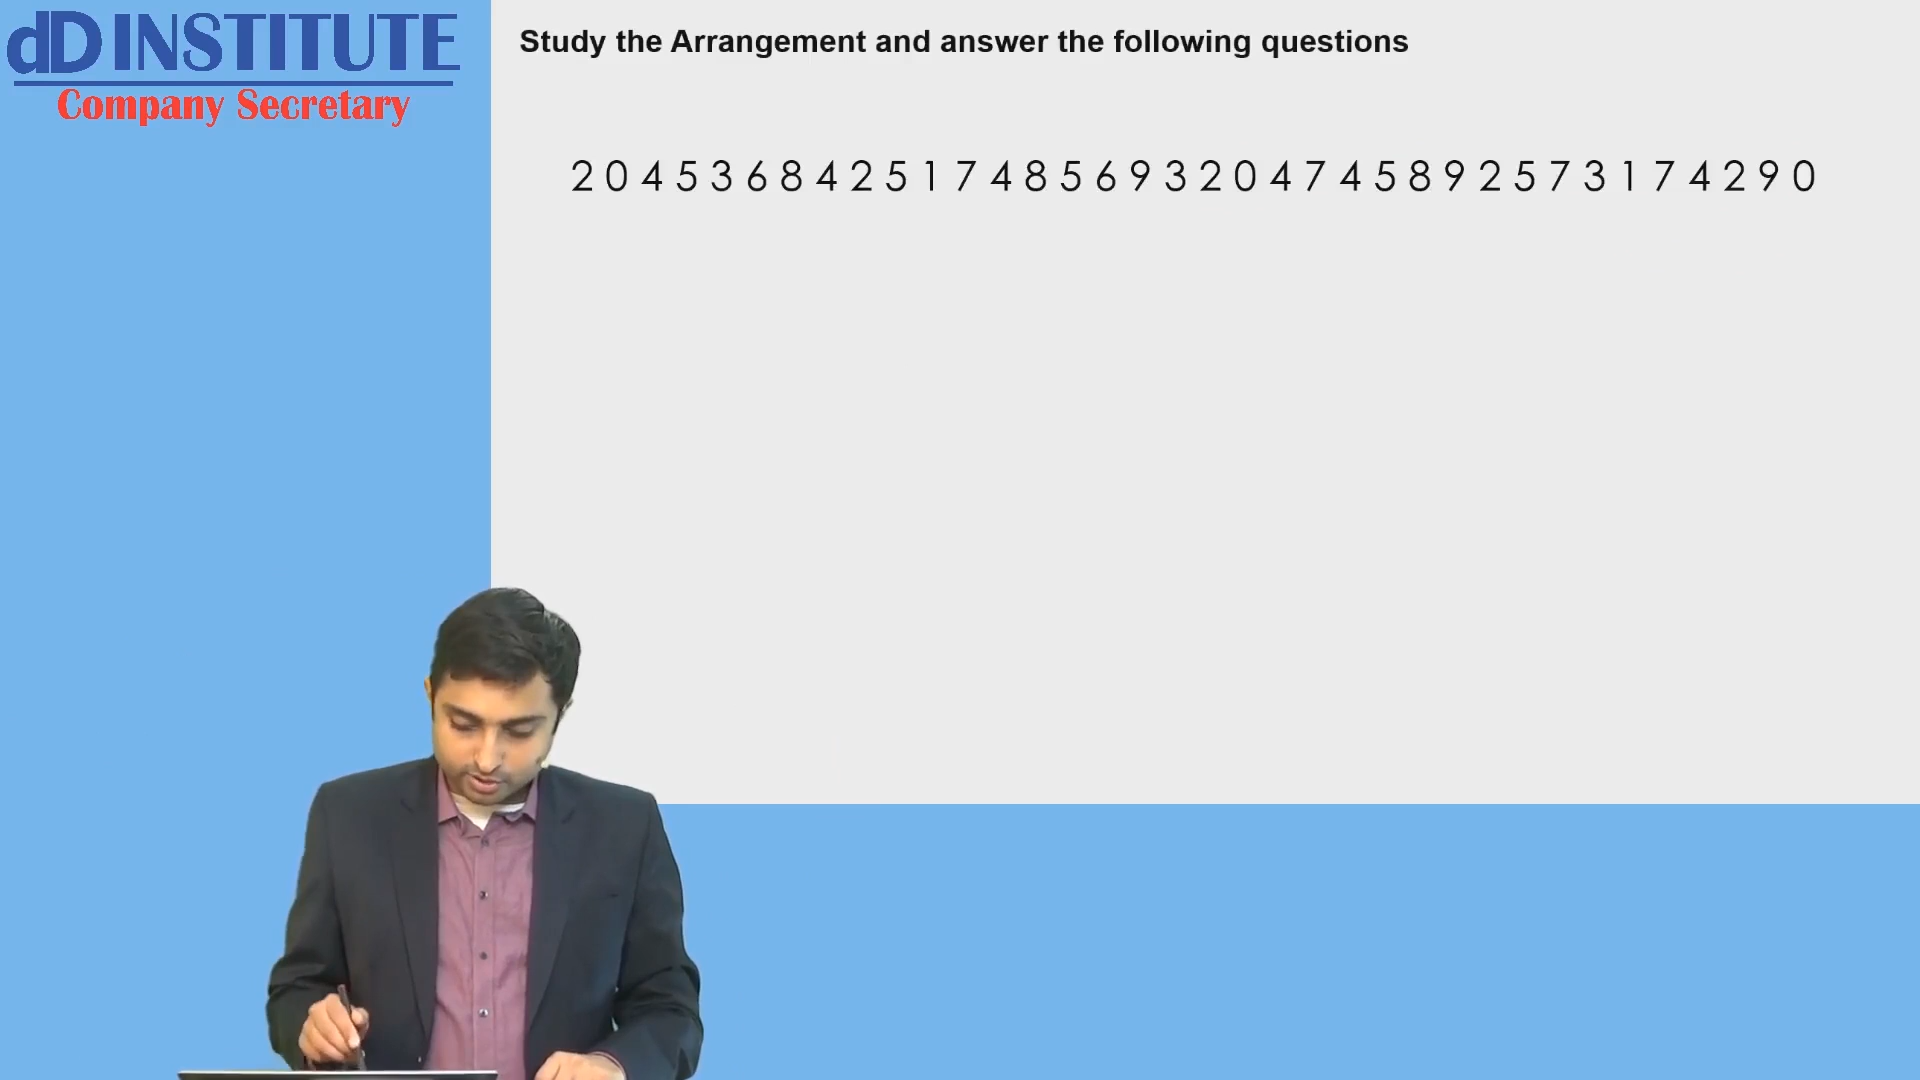 dD INSTITUTE
Company Secretary
Study the Arrangement and answer the following questions
2 0 4 5 3 6 8 4 2 5 1 7 4 8 5 6 9 3 2 0 4 7 4 5 8 9 2 5 7 3 1 7 4 2 9 0